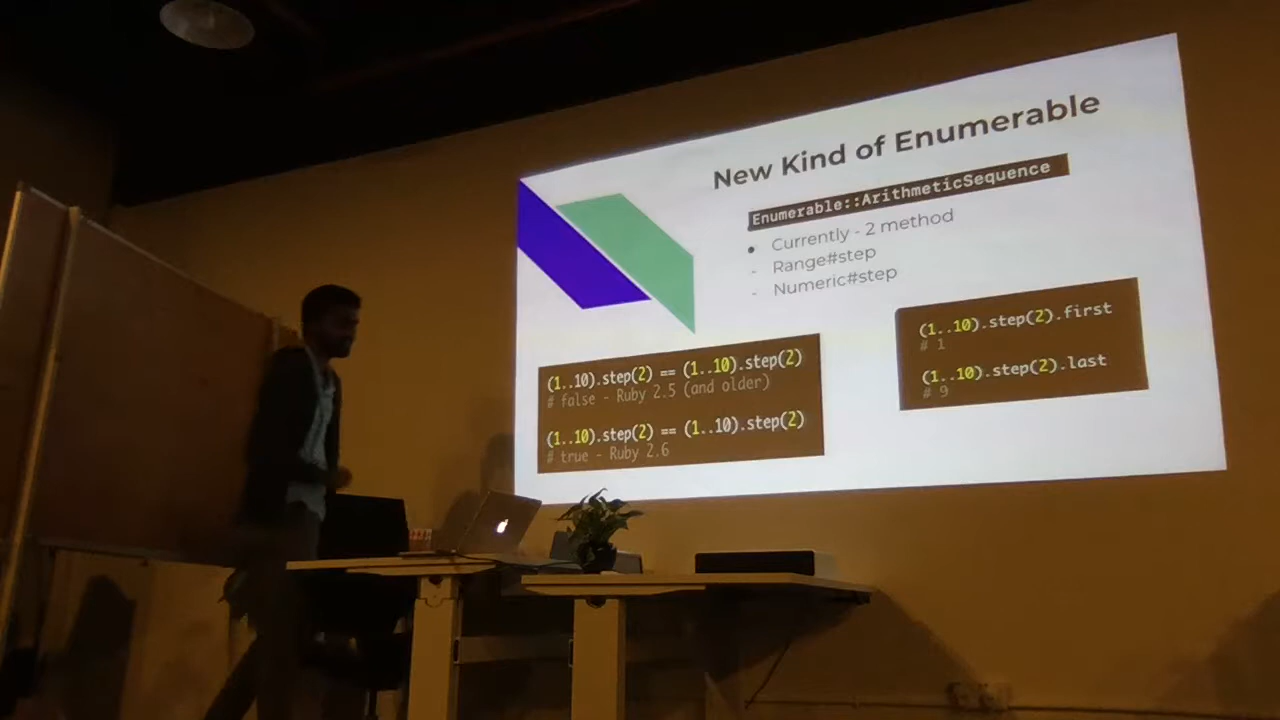 New Kind of Enumerable
Enumerable::ArithmeticSequence
● Currently - 2 method
- Range#step
- Numeric#step
(1..10).step(2) == (1..10).step(2)
# false - Ruby 2.5 (and older)
(1..10).step(2) == (1..10).step(2)
# true - Ruby 2.6
(1..10).step(2).first
# 1
(1..10).step(2).last
# 9